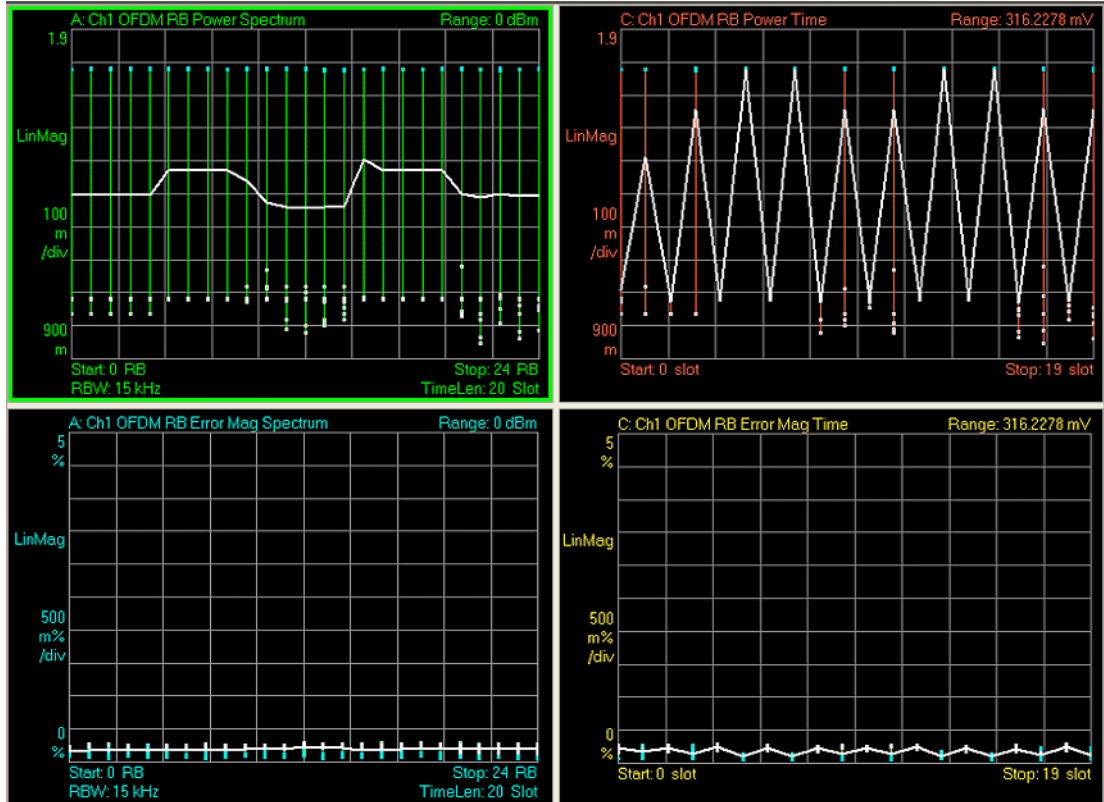 A: Ch1 OFDM RB Power Spectrum Range: 0 dBm
1.9
LinMag
100
m
/div
900
m
Start: 0 RB Stop: 24 RB
RBW: 15 kHz TimeLen: 20 Slot
C: Ch1 OFDM RB Power Time Range: 316.2278 mV
1.9
LinMag
100
m
/div
900
m
Start: 0 slot Stop: 19 slot
A: Ch1 OFDM RB Error Mag Spectrum Range: 0 dBm
5
%
LinMag
500
m%
/div
0
%
Start: 0 RB Stop: 24 RB
RBW: 15 kHz TimeLen: 20 Slot
C: Ch1 OFDM RB Error Mag Time Range: 316.2278 mV
5
%
LinMag
500
m%
/div
0
%
Start: 0 slot Stop: 19 slot